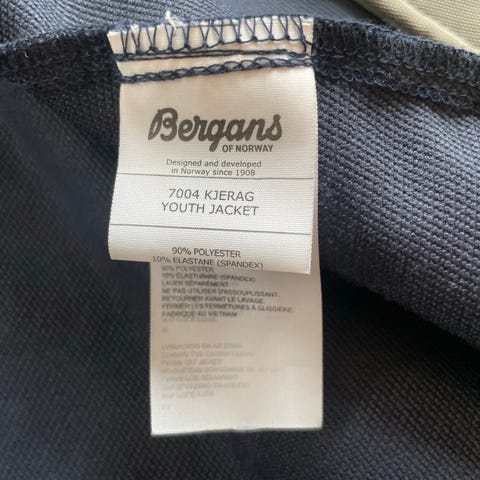 Bergans
OF NORWAY
Designed and developed
in Norway since 1908
7004 KJERAG
YOUTH JACKET
90% POLYESTER
10% ELASTANE (SPANDEX)
90% POLYESTER
10% ELASTHANNE (SPANDEX)
LAVER SÉPARÉMENT
NE PAS UTILISER D'ASSOUPLISSANT.
RETOURNER AVANT LE LAVAGE.
FERMER LES FERMETURES À GLISSIÈRE.
FABRIQUE AU VIETNAM